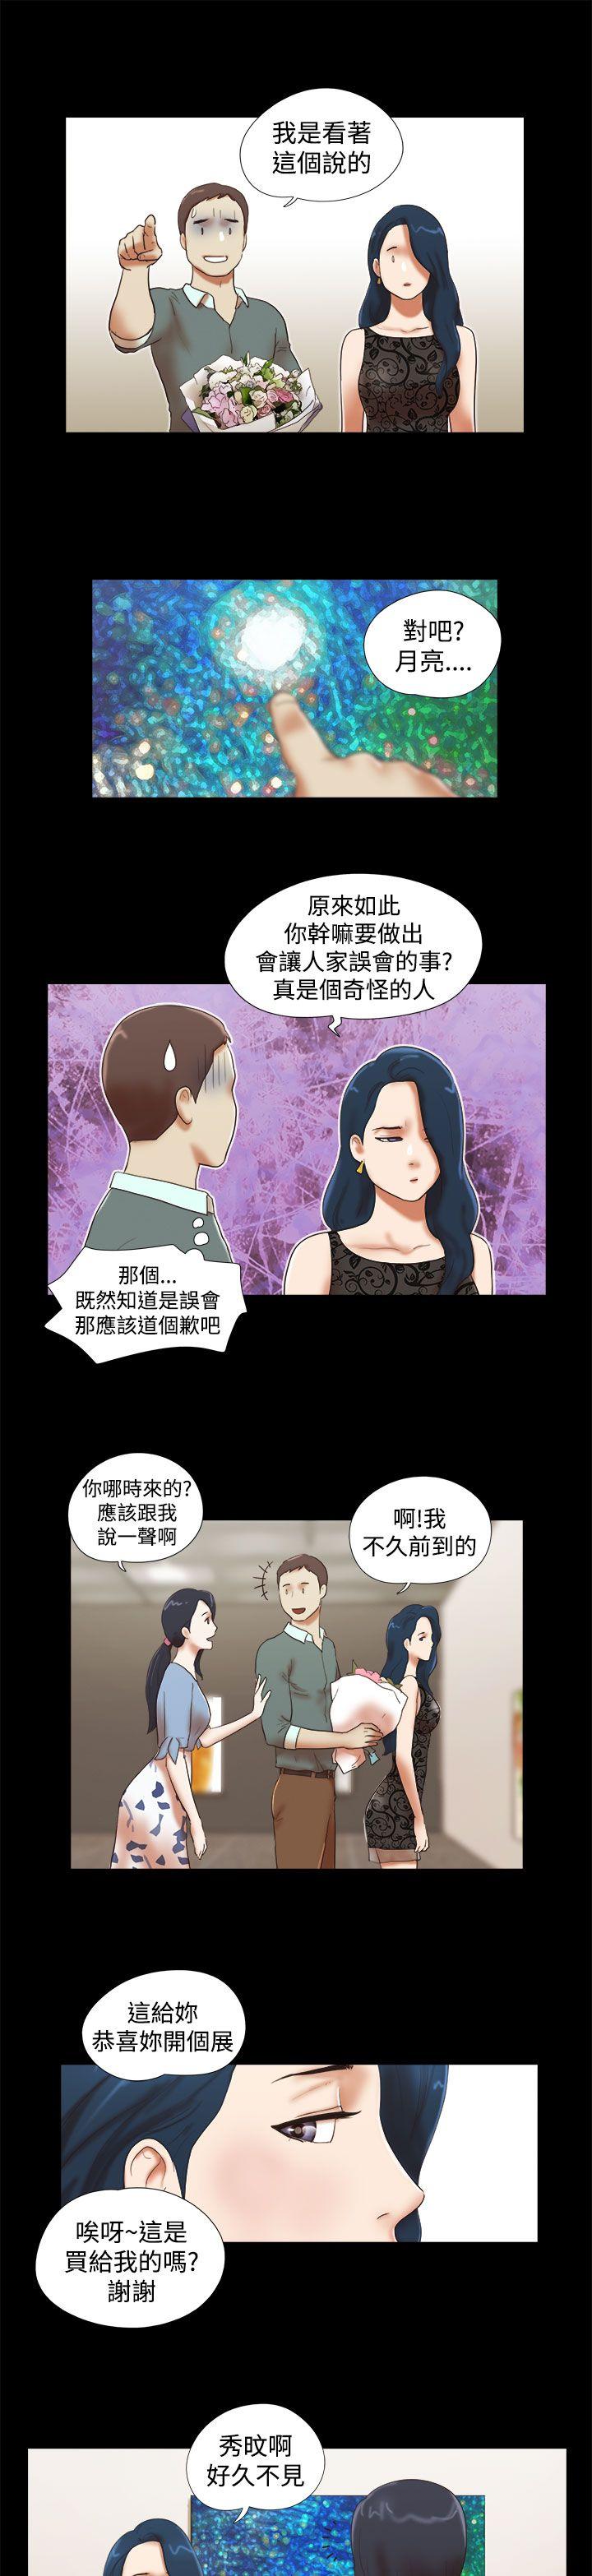 我是看著
這個說的
對吧?
月亮....
原來如此
你幹嘛要做出
會讓人家誤會的事?
真是個奇怪的人
那個...
既然知道是誤會
那應該道個歉吧
你哪時來的?
應該跟我
說一聲啊
啊!我
不久前到的
這給妳
恭喜妳開個展
唉呀~這是
買給我的嗎?
謝謝
秀旼啊
好久不見